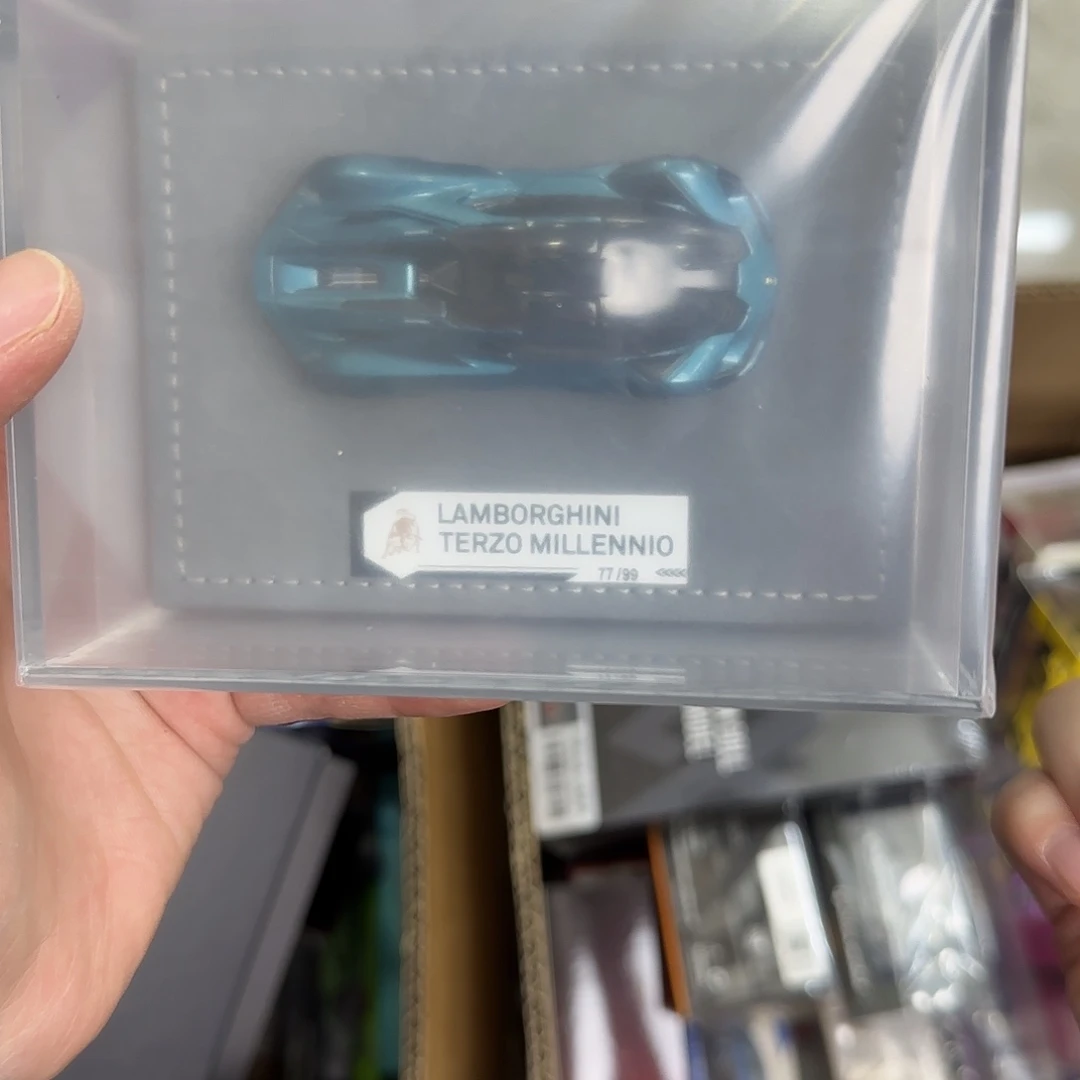 LAMBORGHINI
TERZO MILLENNIO
77/99 <<<<